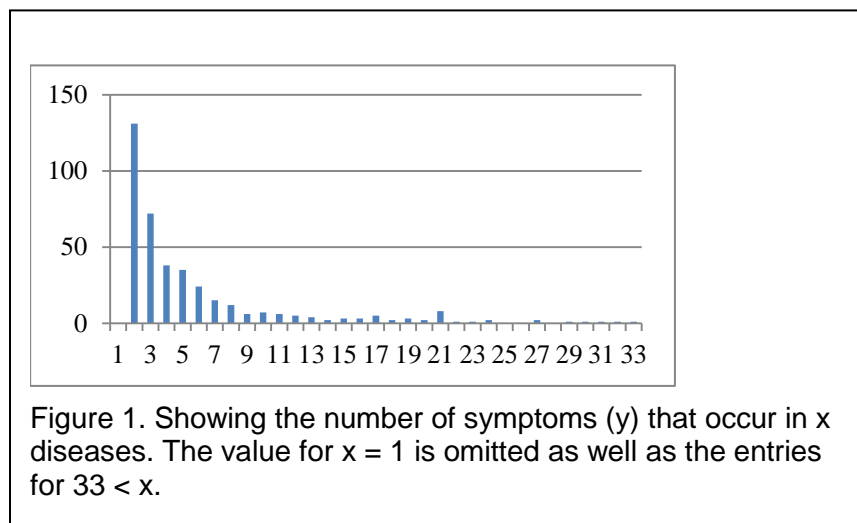 150
100
50
0
1 3 5 7 9 11 13 15 17 19 21 23 25 27 29 31 33
Figure 1. Showing the number of symptoms (y) that occur in x
diseases. The value for x = 1 is omitted as well as the entries
for 33 < x.